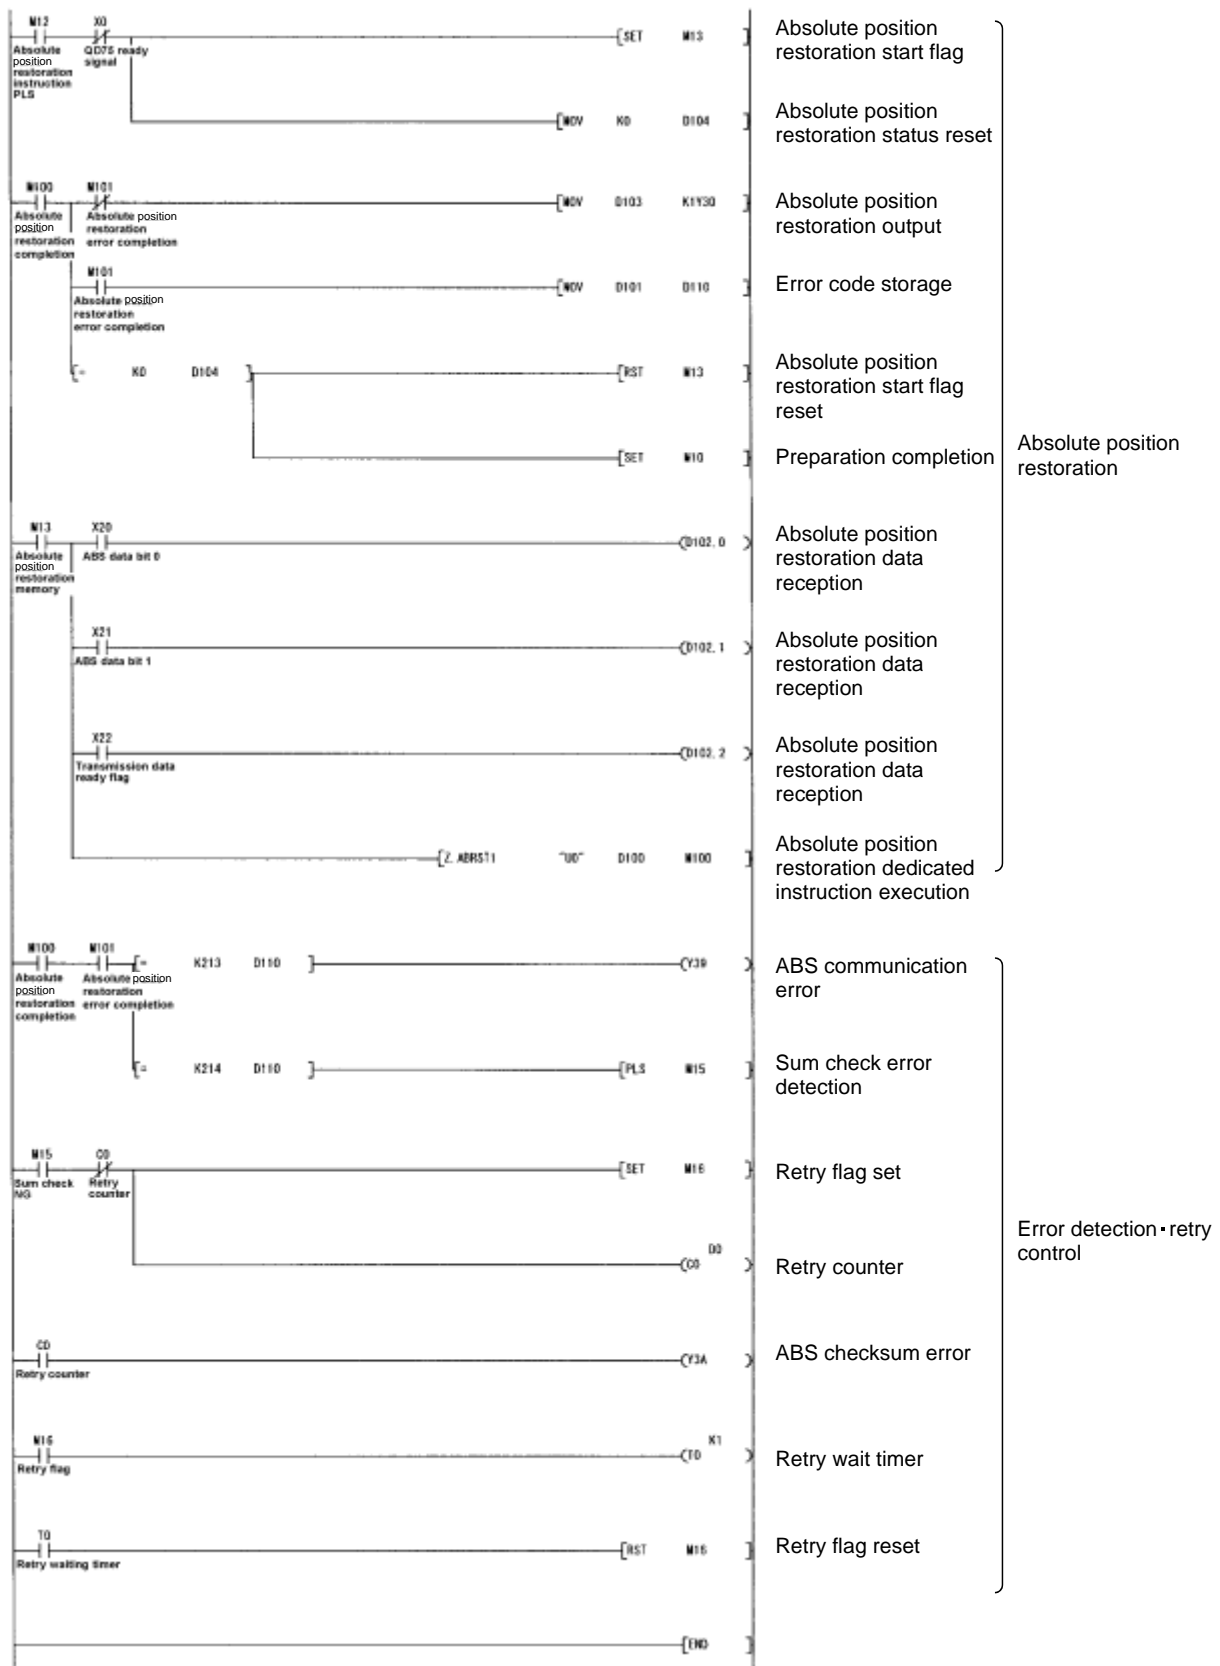 M12 X0
Absolute position restoration instruction PLS
QD75 ready signal
[SET M13 ]
Absolute position
restoration start flag
[MOV K0 D104 ]
Absolute position
restoration status reset
M100 M101
Absolute position restoration completion
Absolute position restoration error completion
[MOV D103 K1Y30 ]
Absolute position
restoration output
M101
Absolute position
restoration
error completion
[MOV D101 D110 ]
Error code storage
[= K0 D104 ]
[RST M13 ]
Absolute position
restoration start flag
reset
[SET M10 ]
Preparation completion
Absolute position
restoration
M13 X20
Absolute position restoration memory
ABS data bit 0
(D102.0 )
Absolute position
restoration data
reception
X21
ABS data bit 1
(D102.1 )
Absolute position
restoration data
reception
X22
Transmission data
ready flag
(D102.2 )
Absolute position
restoration data
reception
[Z.ABRST1 "U0" D100 M100 ]
Absolute position
restoration dedicated
instruction execution
M100 M101
Absolute position restoration completion
Absolute position restoration error completion
[= K213 D110 ]
(Y39 )
ABS communication
error
[= K214 D110 ]
[PLS M15 ]
Sum check error
detection
M15 C0
Sum check NG
Retry counter
[SET M16 ]
Retry flag set
D0
(C0 )
Retry counter
Error detection・retry
control
C0
Retry counter
(Y3A )
ABS checksum error
M16
Retry flag
K1
(T0 )
Retry wait timer
T0
Retry waiting timer
[RST M16 ]
Retry flag reset
[END ]